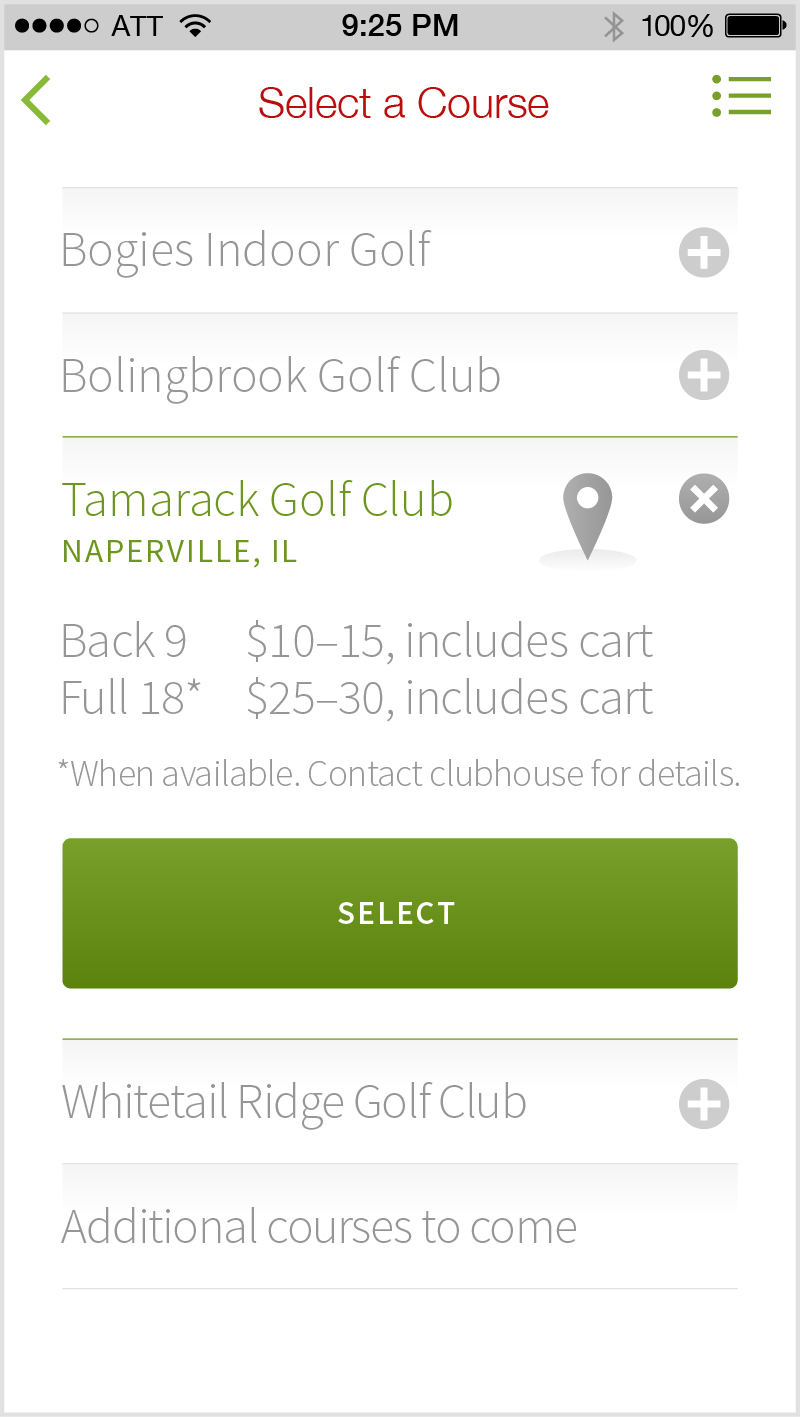 ATT 9:25 PM 100%
Select a Course
Bogies Indoor Golf
Bolingbrook Golf Club
Tamarack Golf Club
NAPERVILLE, IL
Back 9 $10–15, includes cart
Full 18* $25–30, includes cart
*When available. Contact clubhouse for details.
SELECT
Whitetail Ridge Golf Club
Additional courses to come